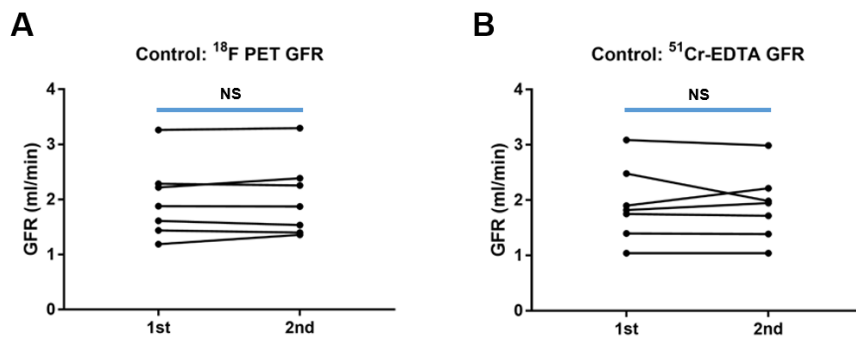 A
Control: ¹⁸F PET GFR
NS
GFR (ml/min)
4
3
2
1
0
1st 2nd
B
Control: ⁵¹Cr-EDTA GFR
NS
GFR (ml/min)
4
3
2
1
0
1st 2nd